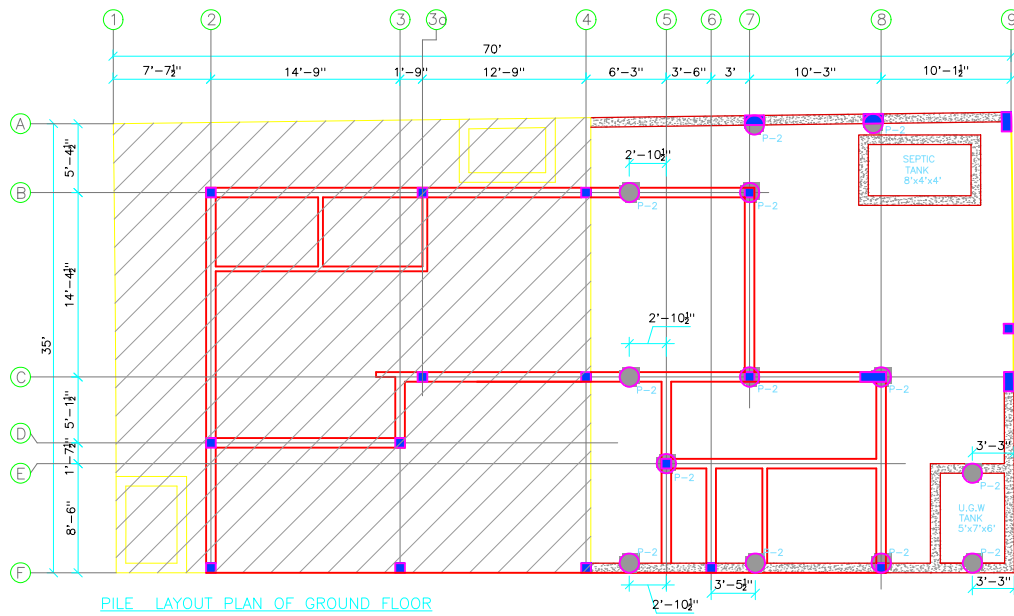 1 2 3 3a 4 5 6 7 8 9
70'
7'-7½" 14'-9" 1'-9" 12'-9" 6'-3" 3'-6" 3' 10'-3" 10'-1½"
A
P-2 P-2
5'-4½"
2'-10½"
SEPTIC
TANK
8'x4'x4'
B
P-2 P-2
14'-4½"
35'
2'-10½"
C
P-2 P-2 P-2
5'-1½"
D
1'-7½"
3'-3"
E
P-2 P-2
8'-6"
U.G.W
TANK
5'x7'x6'
P-2 P-2 P-2 P-2
F
3'-5½" 3'-3"
2'-10½"
PILE LAYOUT PLAN OF GROUND FLOOR